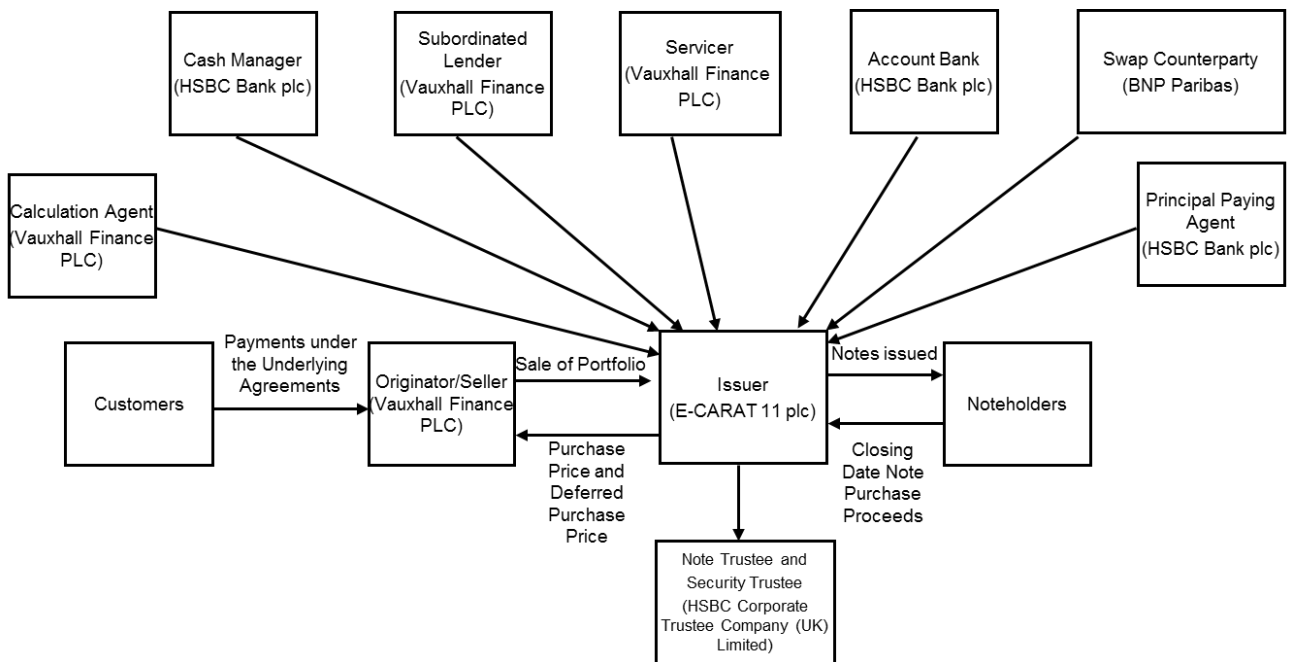 Cash Manager
(HSBC Bank plc)
Subordinated
Lender
(Vauxhall Finance
PLC)
Servicer
(Vauxhall Finance
PLC)
Account Bank
(HSBC Bank plc)
Swap Counterparty
(BNP Paribas)
Calculation Agent
(Vauxhall Finance
PLC)
Principal Paying
Agent
(HSBC Bank plc)
Customers
Payments under
the Underlying
Agreements
Originator/Seller
(Vauxhall Finance
PLC)
Sale of Portfolio
Purchase
Price and
Deferred
Purchase
Price
Issuer
(E-CARAT 11 plc)
Notes issued
Closing
Date Note
Purchase
Proceeds
Noteholders
Note Trustee and
Security Trustee
(HSBC Corporate
Trustee Company (UK)
Limited)